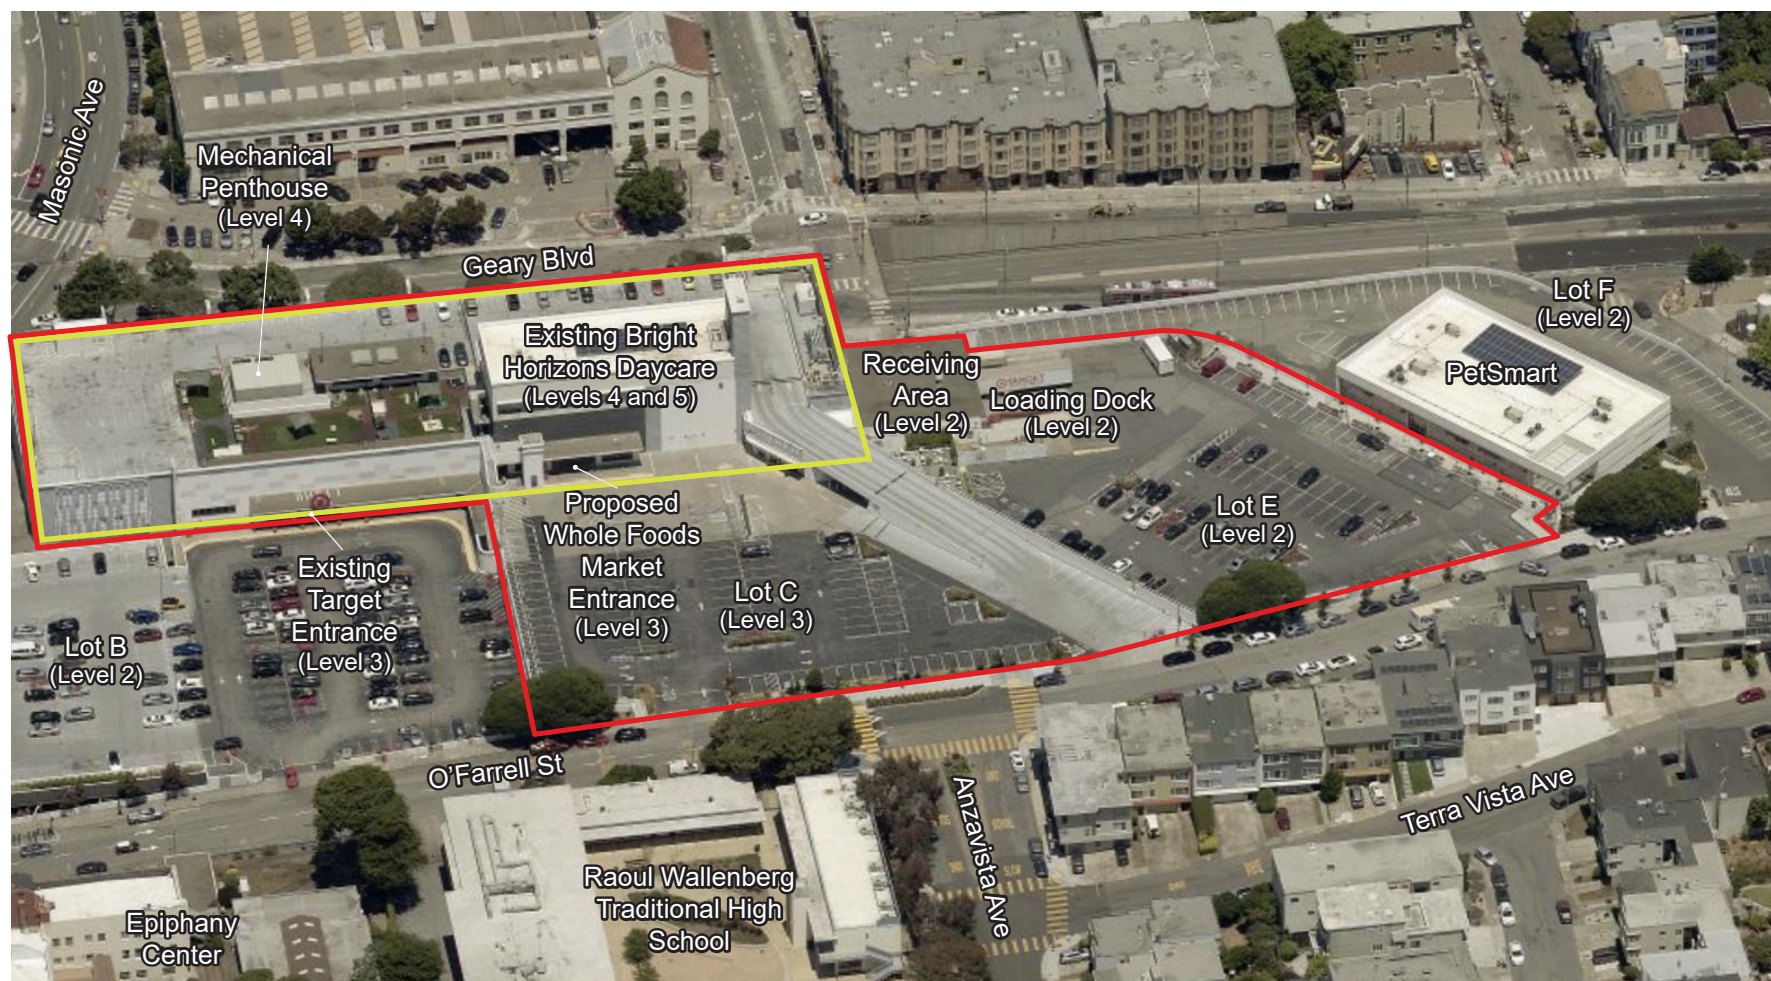 Masonic Ave
Mechanical
Penthouse
(Level 4)
Geary Blvd
Lot F
(Level 2)
Existing Bright
Horizons Daycare
(Levels 4 and 5)
Receiving
Area
(Level 2)
Loading Dock
(Level 2)
PetSmart
Proposed
Whole Foods
Market
Entrance
(Level 3)
Lot E
(Level 2)
Existing
Target
Entrance
(Level 3)
Lot C
(Level 3)
Lot B
(Level 2)
O'Farrell St
Anzavista Ave
Terra Vista Ave
Raoul Wallenberg
Traditional High
School
Epiphany
Center